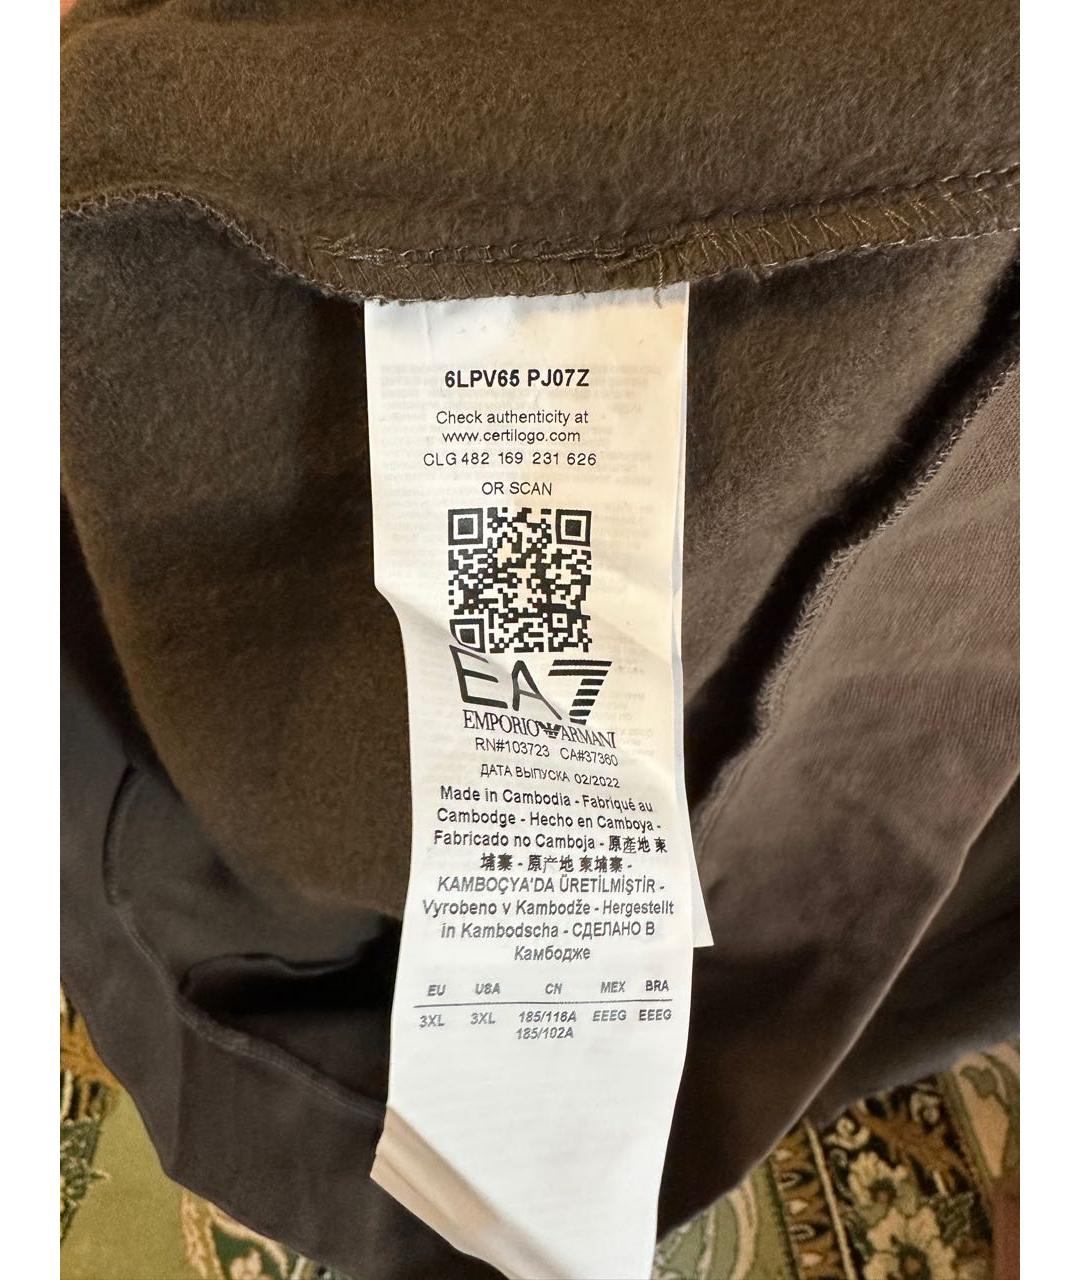 6LPV65 PJ07Z
Check authenticity at
www.certilogo.com
CLG 482 169 231 626
OR SCAN
EA7
EMPORIO ARMANI
RN#103723 CA#37360
ДАТА ВЫПУСКА 02/2022
Made in Cambodia - Fabriqué au
Cambodge - Hecho en Camboya -
Fabricado no Camboja - 原產地 東
埔寨 - 原产地 柬埔寨 -
KAMBOÇYA'DA ÜRETİLMİŞTİR -
Vyrobeno v Kambodže - Hergestellt
in Kambodscha - СДЕЛАНО В
Камбодже
EU USA CN MEX BRA
3XL 3XL 185/116A EEEG EEEG
185/102A